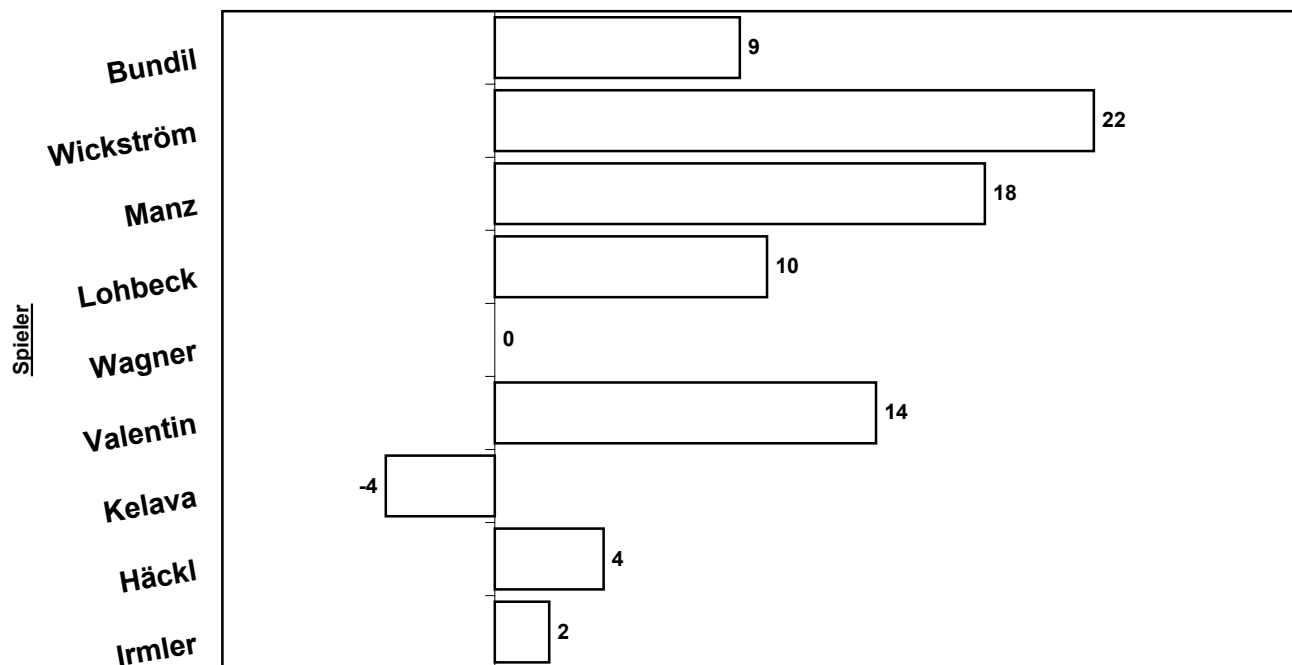 Spieler
Bundil 9
Wickström 22
Manz 18
Lohbeck 10
Wagner 0
Valentin 14
Kelava -4
Häckl 4
Irmler 2